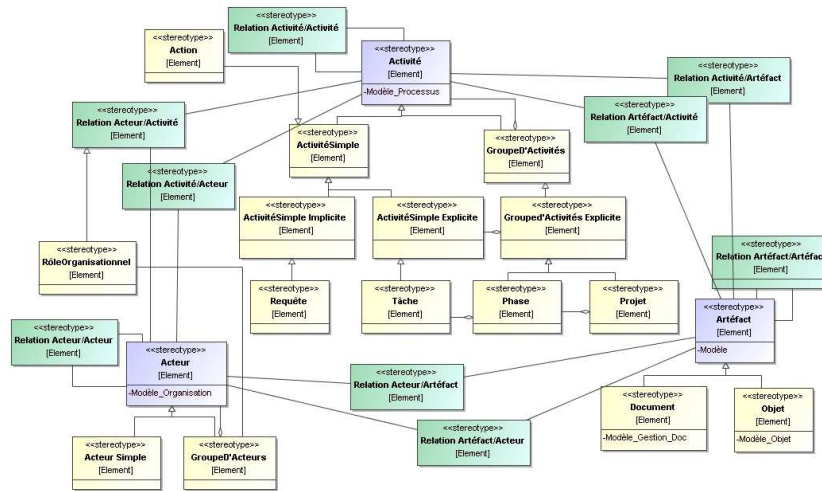 <<stereotype>>
Relation Activité/Activité
[Element]
<<stereotype>>
Action
[Element]
<<stereotype>>
Activité
[Element]
-Modèle_Processus
<<stereotype>>
Relation Activité/Artéfact
[Element]
<<stereotype>>
Relation Artéfact/Activité
[Element]
<<stereotype>>
Relation Acteur/Activité
[Element]
<<stereotype>>
ActivitéSimple
[Element]
<<stereotype>>
GroupeD'Activités
[Element]
<<stereotype>>
Relation Activité/Acteur
[Element]
<<stereotype>>
ActivitéSimple Implicite
[Element]
<<stereotype>>
ActivitéSimple Explicite
[Element]
<<stereotype>>
Grouped'Activités Explicite
[Element]
<<stereotype>>
RôleOrganisationnel
[Element]
<<stereotype>>
Relation Artéfact/Artéfact
[Element]
<<stereotype>>
Requête
[Element]
<<stereotype>>
Tâche
[Element]
<<stereotype>>
Phase
[Element]
<<stereotype>>
Projet
[Element]
<<stereotype>>
Artéfact
[Element]
-Modèle
<<stereotype>>
Relation Acteur/Acteur
[Element]
<<stereotype>>
Acteur
[Element]
-Modèle_Organisation
<<stereotype>>
Relation Acteur/Artéfact
[Element]
<<stereotype>>
Document
[Element]
-Modèle_Gestion_Doc
<<stereotype>>
Objet
[Element]
-Modèle_Objet
<<stereotype>>
Relation Artéfact/Acteur
[Element]
<<stereotype>>
Acteur Simple
[Element]
<<stereotype>>
GroupeD'Acteurs
[Element]